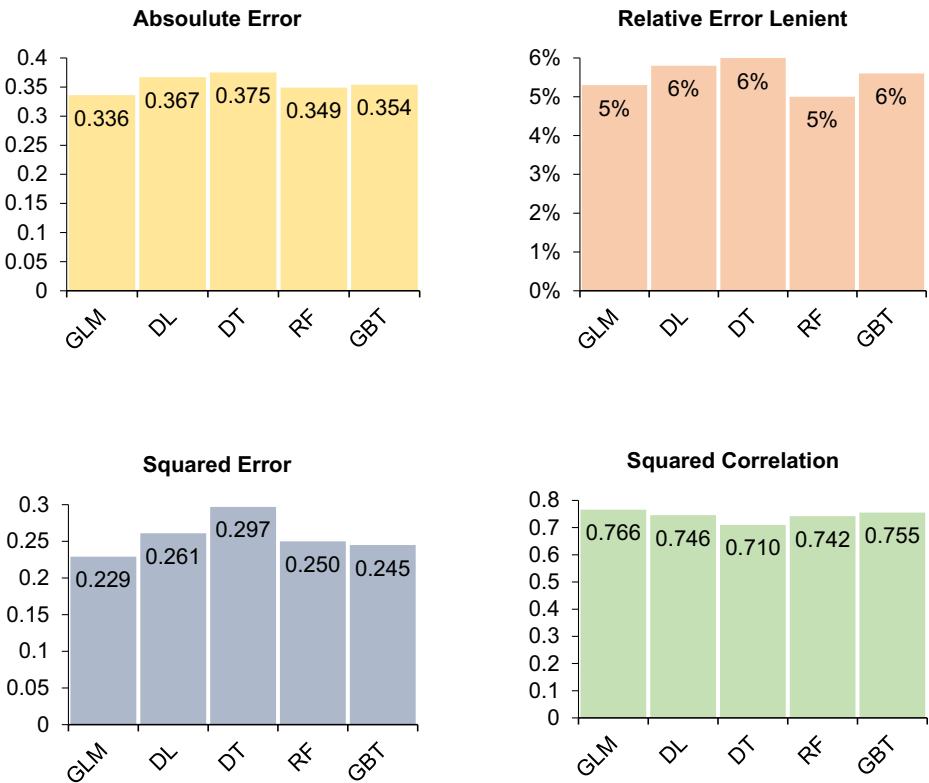 Absoulute Error
0.4
0.35
0.3
0.25
0.2
0.15
0.1
0.05
0
0.336
0.367
0.375
0.349
0.354
GLM
DL
DT
RF
GBT
Relative Error Lenient
6%
5%
4%
3%
2%
1%
0%
5%
6%
6%
5%
6%
GLM
DL
DT
RF
GBT
Squared Error
0.3
0.25
0.2
0.15
0.1
0.05
0
0.229
0.261
0.297
0.250
0.245
GLM
DL
DT
RF
GBT
Squared Correlation
0.8
0.7
0.6
0.5
0.4
0.3
0.2
0.1
0
0.766
0.746
0.710
0.742
0.755
GLM
DL
DT
RF
GBT